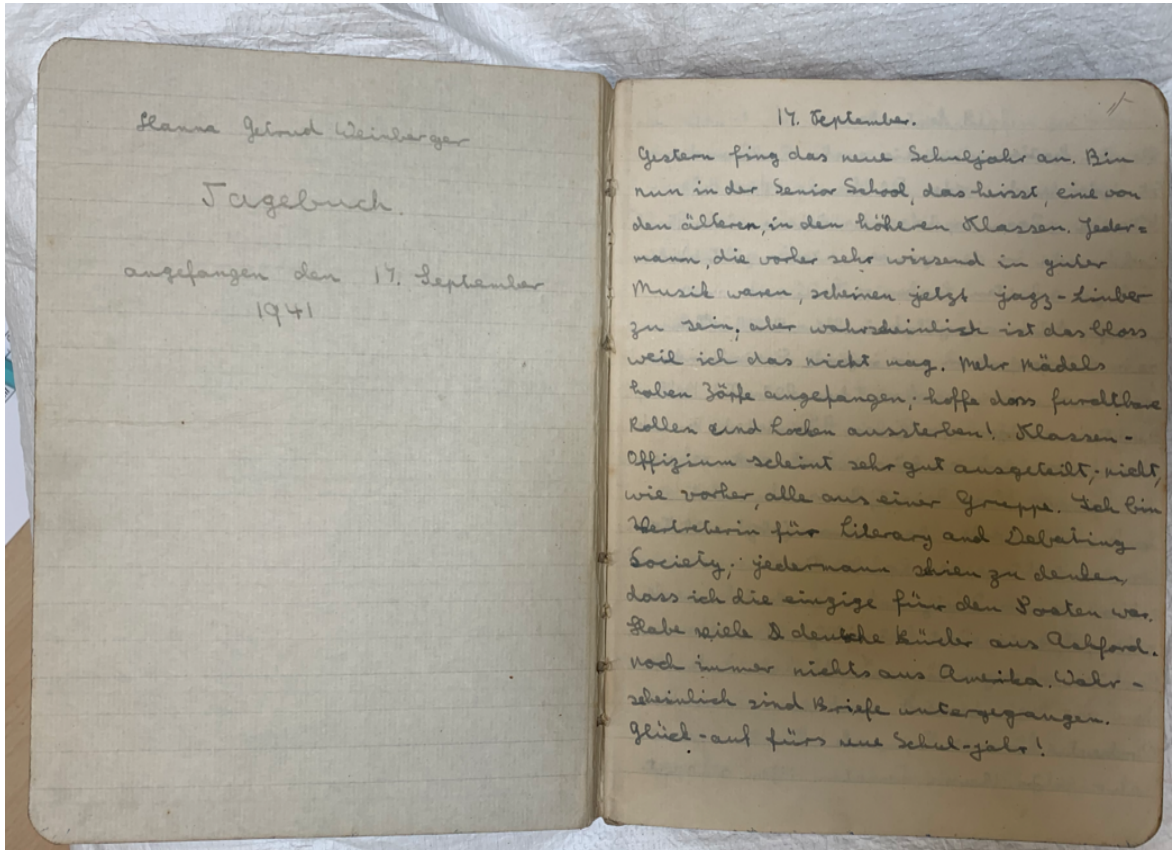 Hanna Getrud Weinberger
Tagebuch.
angefangen den 17. September
1941
17. September.
Gestern fing das neue Schuljahr an. Bin
nun in der Senior School, das heisst, eine von
den älteren, in den höheren Klassen. Jeder=
mann, die vorher sehr wissend in guter
Musik waren, scheinen jetzt jazz-Linber
zu sein; aber wahrscheinlich ist das bloss
weil ich das nicht mag. Mehr Mädels
haben Zöpfe angefangen; hoffe dass furchtbare
Rollen und Locken aussterben! Klassen-
Offizium scheint sehr gut ausgeteilt; nicht,
wie vorher, alle aus einer Gruppe. Ich bin
Vertreterin für Literary and Debating
Society; jedermann schien zu denken,
dass ich die einzige für den Posten war.
Habe viele deutsche Bücher aus Ashford.
Noch immer nichts aus Amerika. Wahr-
scheinlich sind Briefe untergegangen.
Glück-auf fürs neue Schul-jahr!